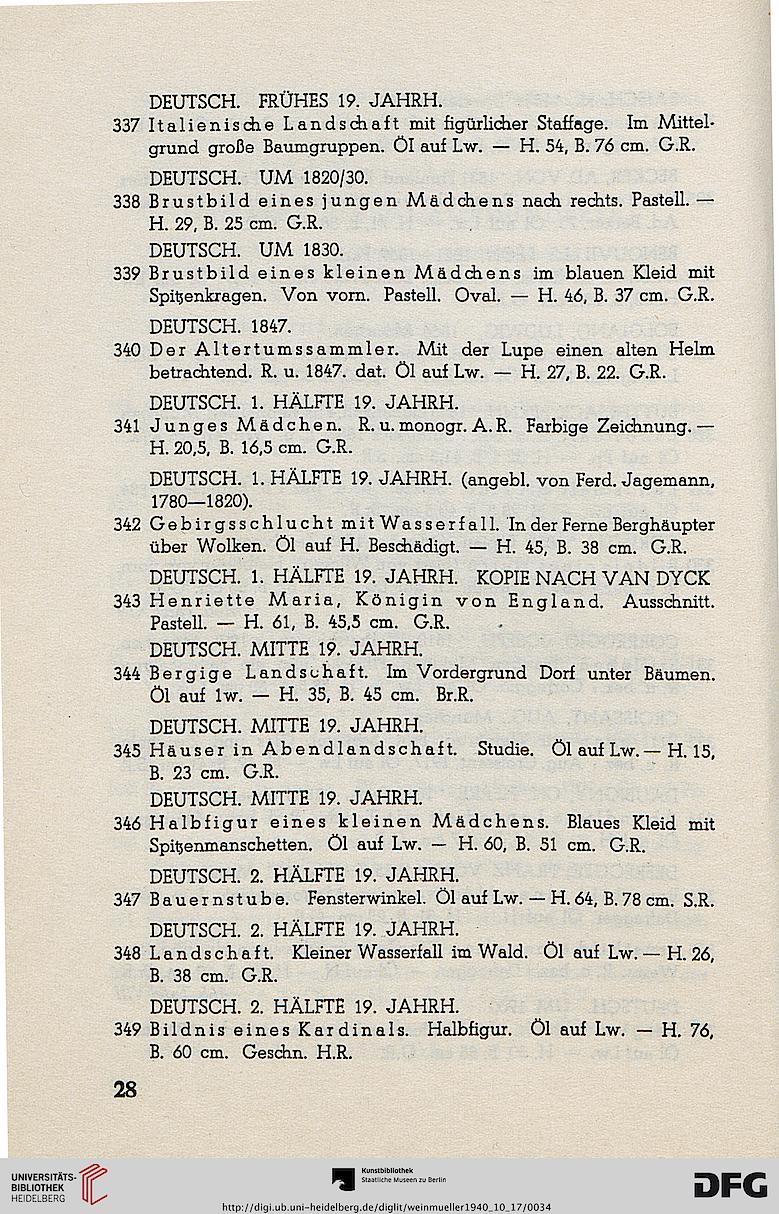 DEUTSCH. FRÜHES 19. JAHRH.
337 Italienische Landschaft mit figürlicher Staffage. Im Mittel-
grund große Baumgruppen. Öl auf Lw. — H. 54, B. 76 cm. G.R.
DEUTSCH. UM 1820/30.
338 Brustbild eines jungen Mädchens nach rechts. Pastell. —
H. 29, B. 25 cm. G.R.
DEUTSCH. UM 1830.
339 Brustbild eines kleinen Mädchens im blauen Kleid mit
Spitzenkragen. Von vorn. Pastell. Oval. — H. 46, B. 37 cm. G.R.
DEUTSCH. 1847.
340 Der Altertumssammler. Mit der Lupe einen alten Helm
betrachtend. R. u. 1847. dat. Öl auf Lw. — H. 27, B. 22. G.R.
DEUTSCH. 1. HÄLFTE 19. JAHRH.
341 Junges Mädchen. R. u. monogr. A. R. Farbige Zeichnung. —
H. 20,5, B. 16,5 cm. G.R.
DEUTSCH. 1. HÄLFTE 19. JAHRH. (angebl. von Ferd. Jagemann,
1780—1820).
342 Gebirgsschlucht mit Wasserfall. In der Ferne Berghäupter
über Wolken. Öl auf H. Beschädigt. — H. 45, B. 38 cm. G.R.
DEUTSCH. 1. HÄLFTE 19. JAHRH. KOPIE NACH VAN DYCK
343 Henriette Maria, Königin von England. Ausschnitt.
Pastell. — H. 61, B. 45,5 cm. G.R.
DEUTSCH. MITTE 19. JAHRH.
344 Bergige Landschaft. Im Vordergrund Dorf unter Bäumen.
Öl auf lw. — H. 35, B. 45 cm. Br.R.
DEUTSCH. MITTE 19. JAHRH.
345 Häuser in Abendlandschaft. Studie. Öl auf Lw. — H. 15,
B. 23 cm. G.R.
DEUTSCH. MITTE 19. JAHRH.
346 Halbfigur eines kleinen Mädchens. Blaues Kleid mit
Spitzenmanschetten. Öl auf Lw. — H. 60, B. 51 cm. G.R.
DEUTSCH. 2. HÄLFTE 19. JAHRH.
347 Bauernstube. Fensterwinkel. Öl auf Lw. — H. 64, B. 78 cm. S.R.
DEUTSCH. 2. HÄLFTE 19. JAHRH.
348 Landschaft. Kleiner Wasserfall im Wald. Öl auf Lw. — H. 26,
B. 38 cm. G.R.
DEUTSCH. 2. HÄLFTE 19. JAHRH.
349 Bildnis eines Kardinals. Halbfigur. Öl auf Lw. — H. 76,
B. 60 cm. Geschn. H.R.
28
UNIVERSITÄTS-
BIBLIOTHEK
HEIDELBERG
Kunstbibliothek
Staatliche Museen zu Berlin
DFG
http://digi.ub.uni-heidelberg.de/diglit/weinmueller1940_10_17/0034